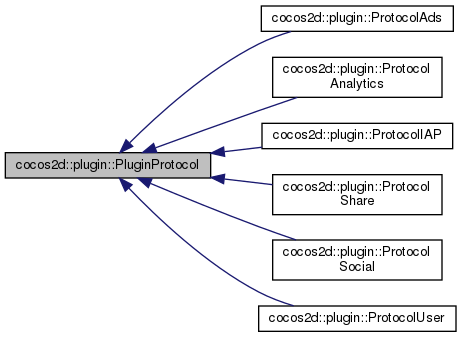 cocos2d::plugin::ProtocolAds
cocos2d::plugin::Protocol
Analytics
cocos2d::plugin::ProtocolIAP
cocos2d::plugin::PluginProtocol
cocos2d::plugin::Protocol
Share
cocos2d::plugin::Protocol
Social
cocos2d::plugin::ProtocolUser